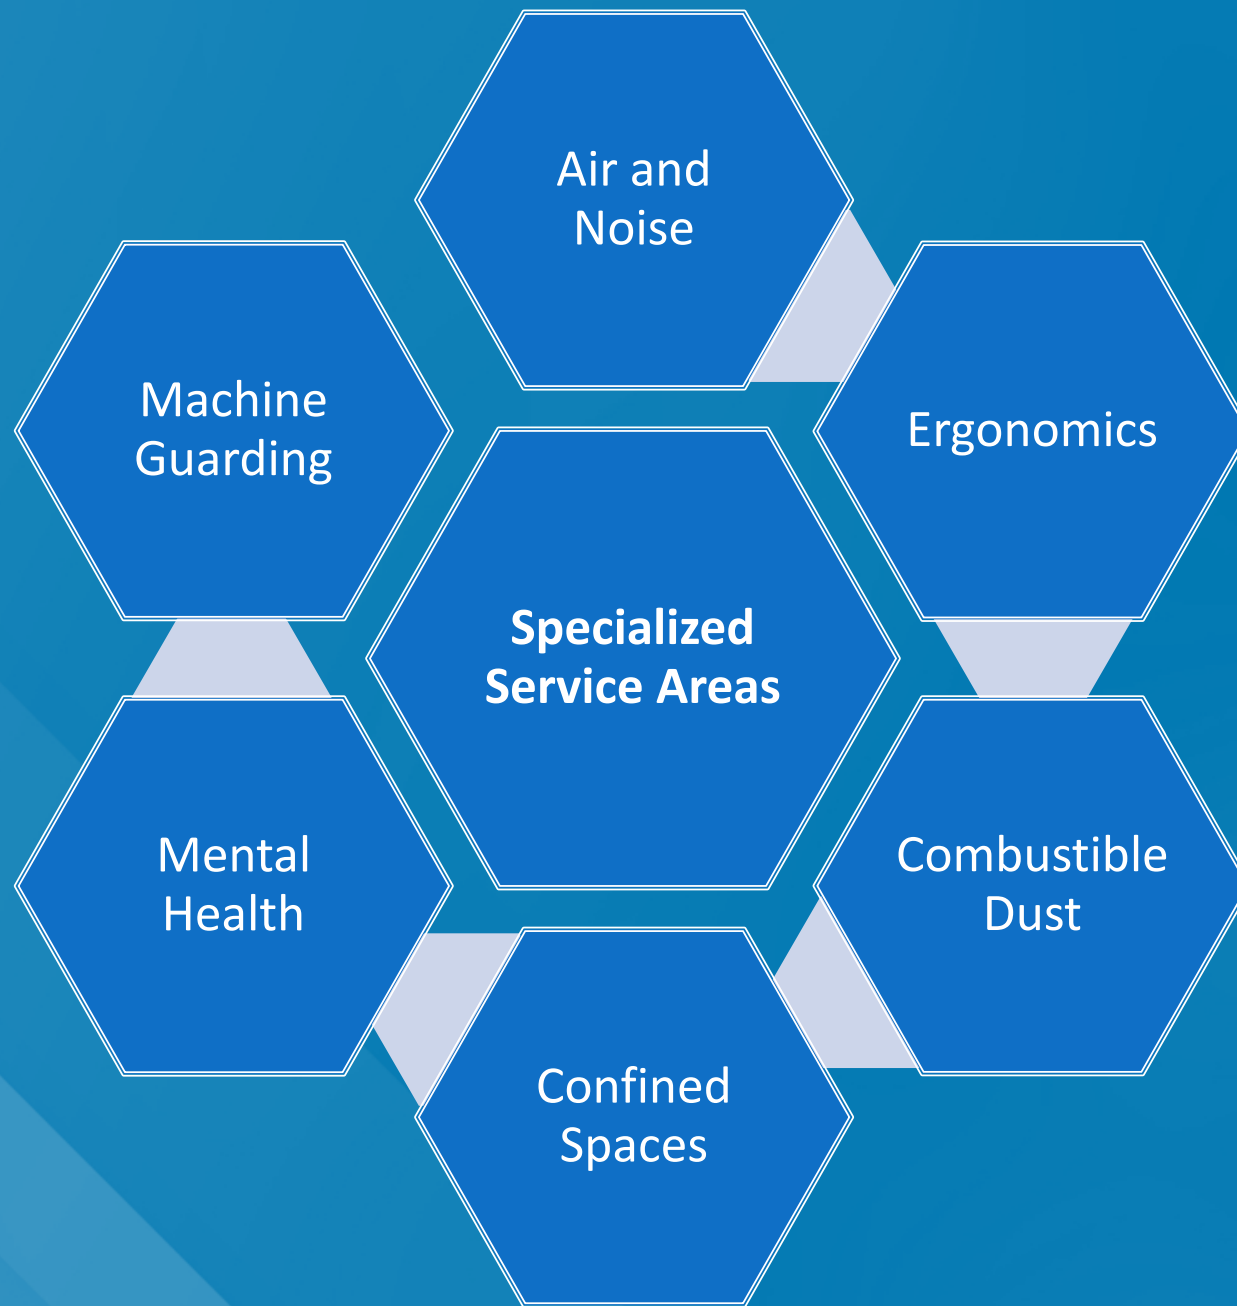 Air and
Noise
Machine
Guarding
Ergonomics
Specialized
Service Areas
Mental
Health
Combustible
Dust
Confined
Spaces